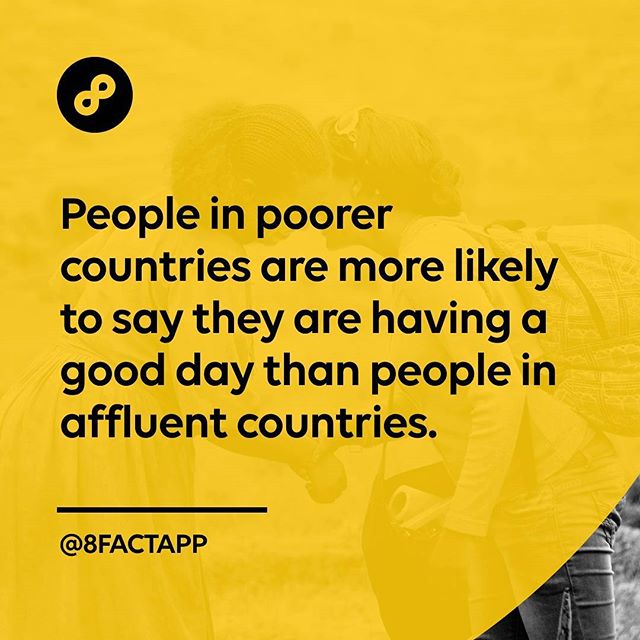 People in poorer
countries are more likely
to say they are having a
good day than people in
affluent countries.
@8FACTAPP